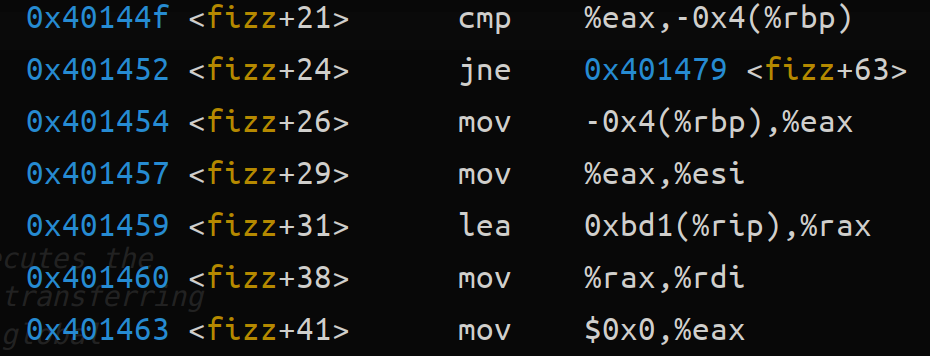 0x40144f <fizz+21> cmp %eax,-0x4(%rbp)
0x401452 <fizz+24> jne 0x401479 <fizz+63>
0x401454 <fizz+26> mov -0x4(%rbp),%eax
0x401457 <fizz+29> mov %eax,%esi
0x401459 <fizz+31> lea 0xbd1(%rip),%rax
ecutes the
0x401460 <fizz+38> mov %rax,%rdi
transferring
0x401463 <fizz+41> mov $0x0,%eax
global